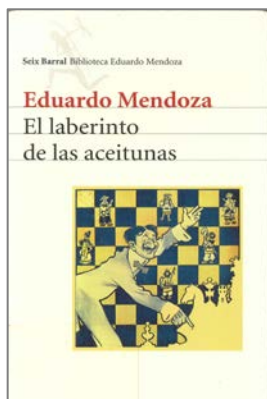 Seix Barral Biblioteca Eduardo Mendoza
Eduardo Mendoza
El laberinto
de las aceitunas